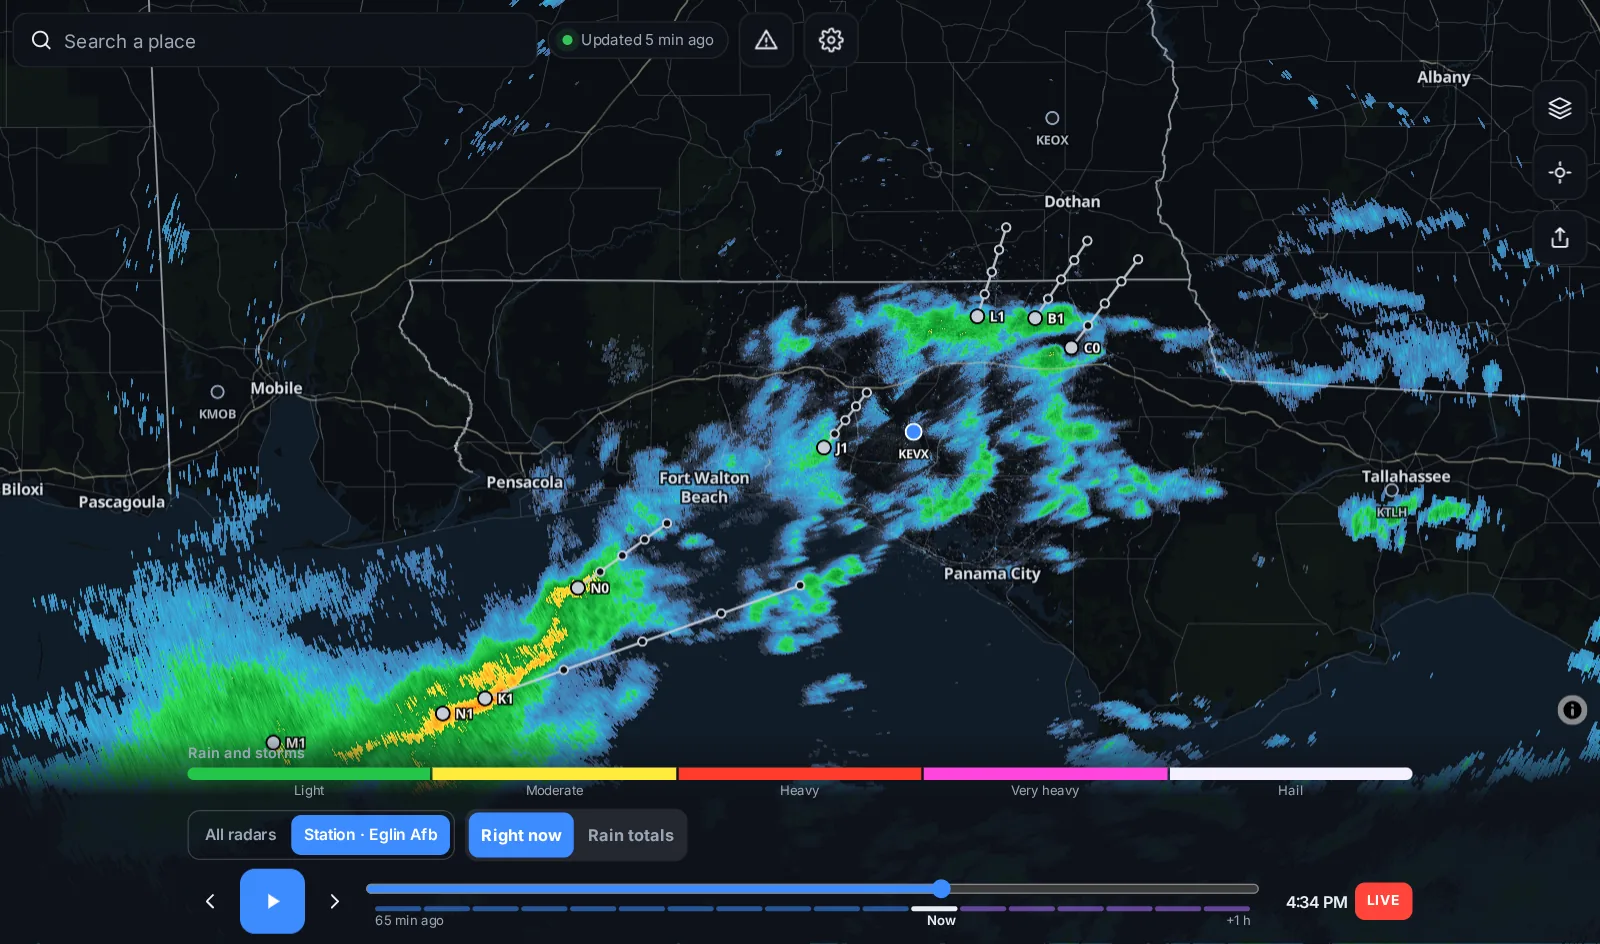 Search a place
Updated 5 min ago
Albany
KEOX
Dothan
L1
B1
C0
Mobile
KMOB
J1
KEVX
Biloxi
Pascagoula
Pensacola
Fort Walton
Beach
Tallahassee
KTLH
Panama City
N0
K1
N1
M1
Rain and storms
Light
Moderate
Heavy
Very heavy
Hail
All radars
Station · Eglin Afb
Right now
Rain totals
65 min ago
Now
+1 h
4:34 PM
LIVE